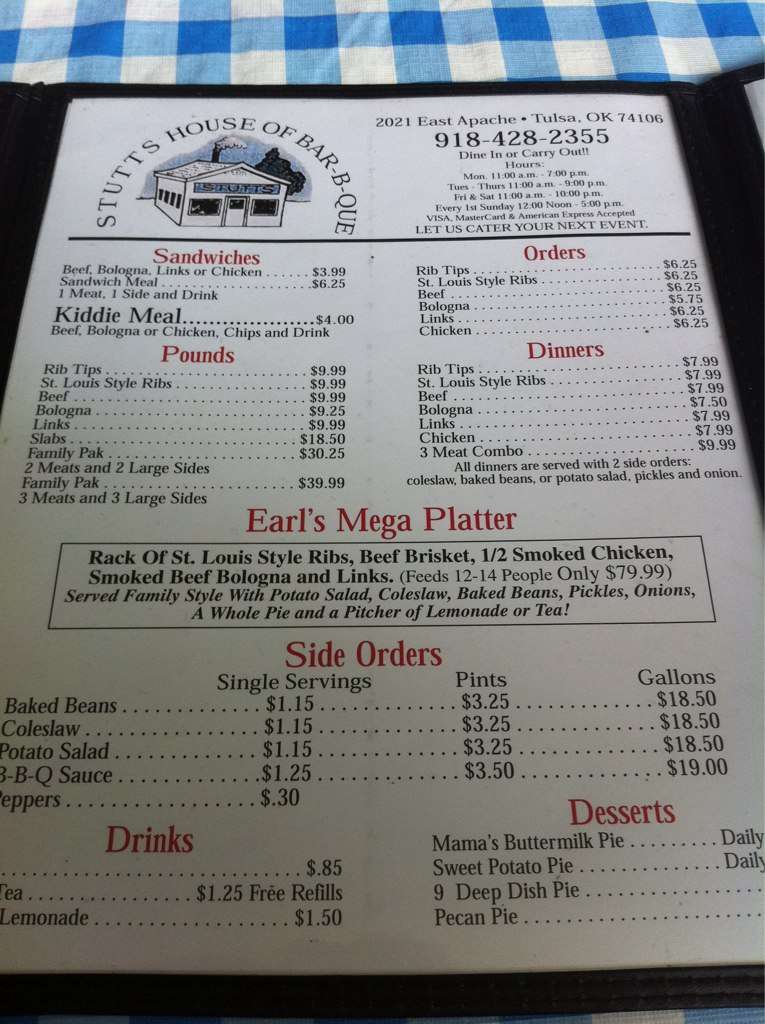 STUTTS HOUSE OF BAR-B-QUE
STUTTS
2021 East Apache • Tulsa, OK 74106
918-428-2355
Dine In or Carry Out!!
Hours:
Mon. 11:00 a.m. - 7:00 p.m.
Tues - Thurs 11:00 a.m. - 9:00 p.m.
Fri & Sat 11:00 a.m. - 10:00 p.m.
Every 1st Sunday 12:00 Noon - 5:00 p.m.
VISA, MasterCard & American Express Accepted
LET US CATER YOUR NEXT EVENT.
Sandwiches
Beef, Bologna, Links or Chicken ...... $3.99
Sandwich Meal ....................$6.25
1 Meat, 1 Side and Drink
Kiddie Meal....................$4.00
Beef, Bologna or Chicken, Chips and Drink
Pounds
Rib Tips .................... $9.99
St. Louis Style Ribs .................... $9.99
Beef .................... $9.99
Bologna .................... $9.25
Links .................... $9.99
Slabs .................... $18.50
Family Pak .................... $30.25
2 Meats and 2 Large Sides
Family Pak .................... $39.99
3 Meats and 3 Large Sides
Orders
Rib Tips .................... $6.25
St. Louis Style Ribs .................... $6.25
Beef .................... $6.25
Bologna .................... $5.75
Links .................... $6.25
Chicken .................... $6.25
Dinners
Rib Tips .................... $7.99
St. Louis Style Ribs .................... $7.99
Beef .................... $7.99
Bologna .................... $7.50
Links .................... $7.99
Chicken .................... $7.99
3 Meat Combo .................... $9.99
All dinners are served with 2 side orders:
coleslaw, baked beans, or potato salad, pickles and onion.
Earl's Mega Platter
Rack Of St. Louis Style Ribs, Beef Brisket, 1/2 Smoked Chicken,
Smoked Beef Bologna and Links. (Feeds 12-14 People Only $79.99)
Served Family Style With Potato Salad, Coleslaw, Baked Beans, Pickles, Onions,
A Whole Pie and a Pitcher of Lemonade or Tea!
Side Orders
Single Servings Pints Gallons
Baked Beans .............. $1.15 .............. $3.25 .............. $18.50
Coleslaw .............. $1.15 .............. $3.25 .............. $18.50
Potato Salad .............. $1.15 .............. $3.25 .............. $18.50
B-B-Q Sauce .............. $1.25 .............. $3.50 .............. $19.00
eppers .................. $.30
Drinks
.......................... $.85
Tea ................ $1.25 Free Refills
Lemonade .................. $1.50
Desserts
Mama's Buttermilk Pie ......... Daily
Sweet Potato Pie .............. Daily
9 Deep Dish Pie ..................
Pecan Pie ........................